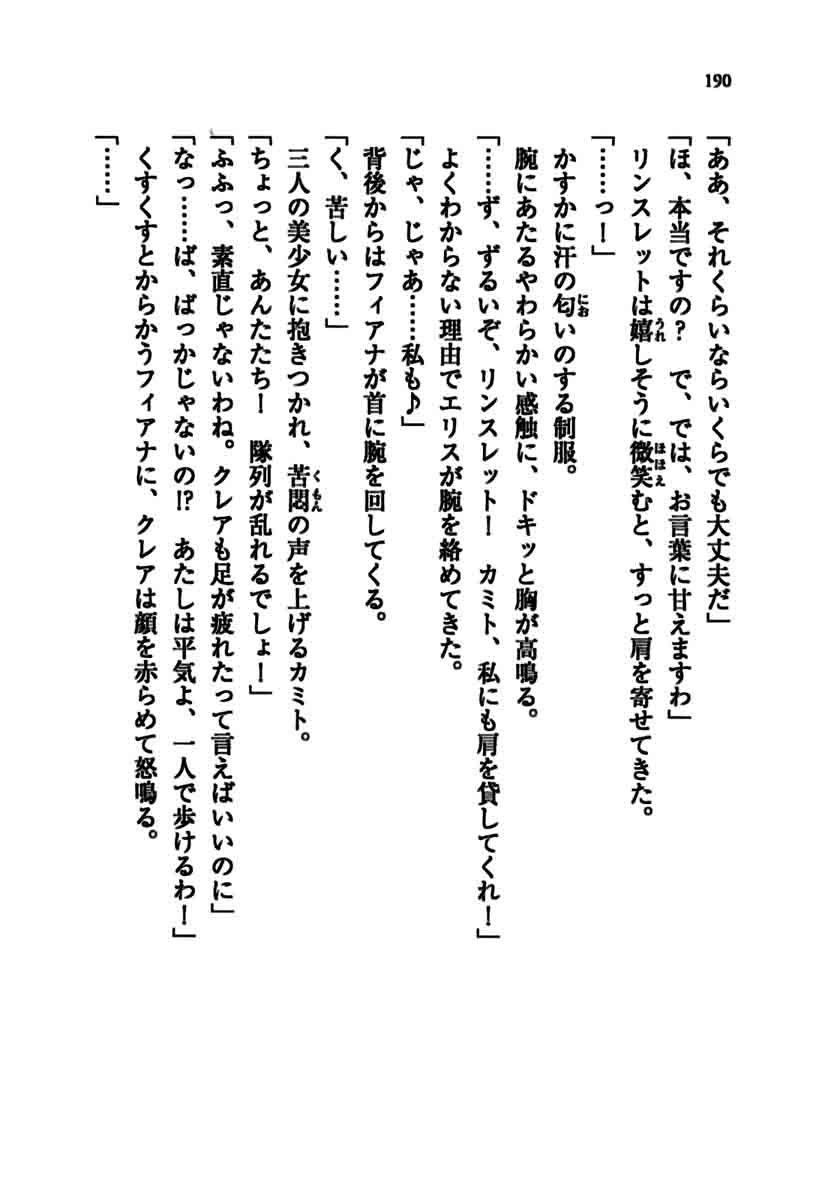 190
「ああ、それくらいならいくらでも大丈夫だ」
「ほ、本当ですの？　で、では、お言葉に甘えますわ」
リンスレットは嬉しそうに微笑むと、すっと肩を寄せてきた。
「……っ！」
かすかに汗の匂いのする制服。
腕にあたるやわらかい感触に、ドキッと胸が高鳴る。
「……ず、ずるいぞ、リンスレット！　カミト、私にも肩を貸してくれ！」
よくわからない理由でエリスが腕を絡めてきた。
「じゃ、じゃあ……私も♪」
背後からはフィアナが首に腕を回してくる。
「く、苦しい……」
三人の美少女に抱きつかれ、苦悶の声を上げるカミト。
「ちょっと、あんたたち！　隊列が乱れるでしょ！」
「ふふっ、素直じゃないわね。クレアも足が疲れたって言えばいいのに」
「なっ……ば、ばっかじゃないの!?　あたしは平気よ、一人で歩けるわ！」
くすくすとからかうフィアナに、クレアは顔を赤らめて怒鳴る。
「……」